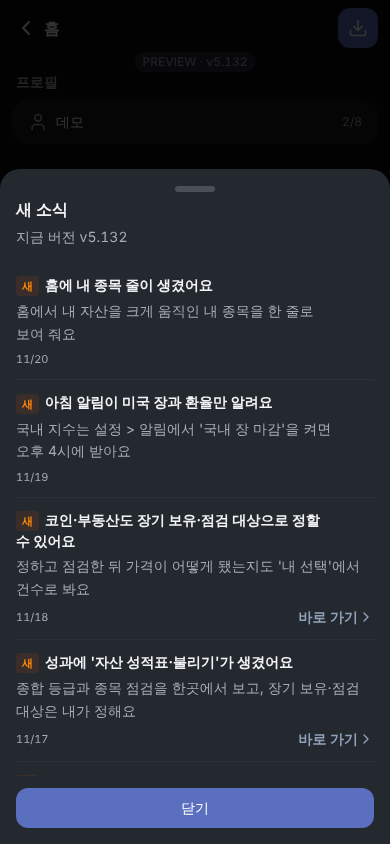 홈
PREVIEW · v5.132
프로필
데모
2/8
새 소식
지금 버전 v5.132
새 홈에 내 종목 줄이 생겼어요
홈에서 내 자산을 크게 움직인 내 종목을 한 줄로
보여 줘요
11/20
새 아침 알림이 미국 장과 환율만 알려요
국내 지수는 설정 > 알림에서 '국내 장 마감'을 켜면
오후 4시에 받아요
11/19
새 코인·부동산도 장기 보유·점검 대상으로 정할
수 있어요
정하고 점검한 뒤 가격이 어떻게 됐는지도 '내 선택'에서
건수로 봐요
11/18
바로 가기
새 성과에 '자산 성적표·불리기'가 생겼어요
종합 등급과 종목 점검을 한곳에서 보고, 장기 보유·점검
대상은 내가 정해요
11/17
바로 가기
닫기